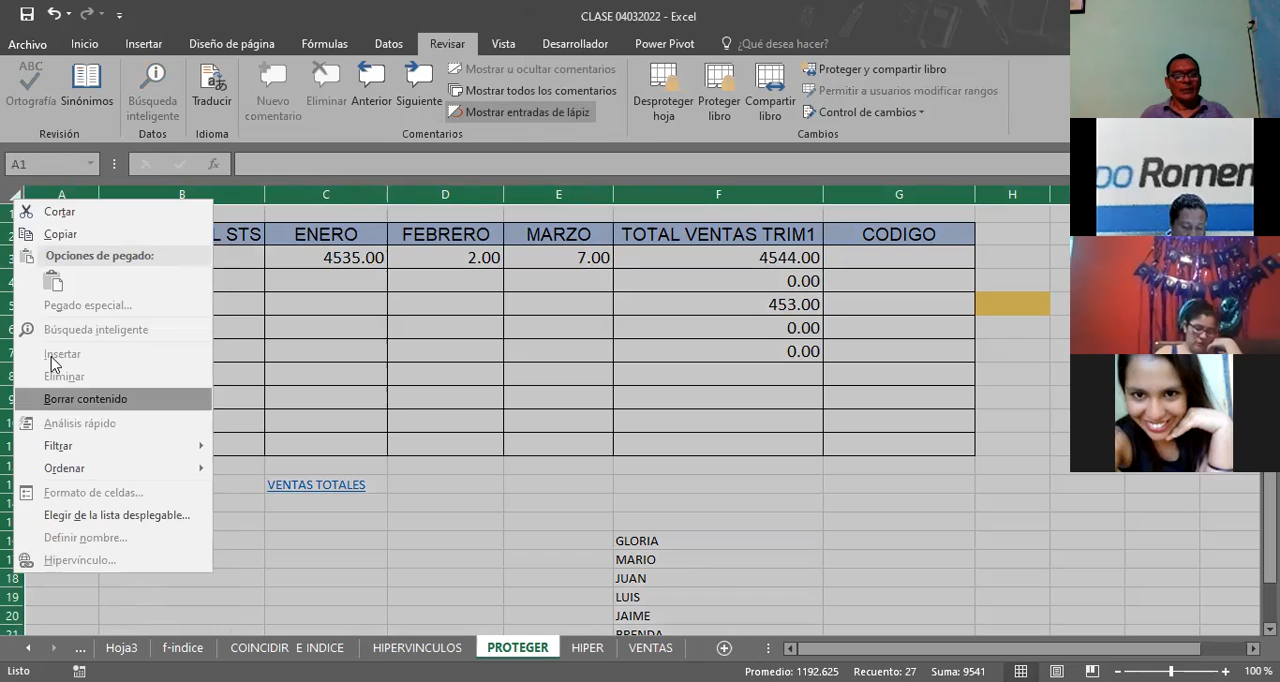 CLASE 04032022 - Excel
Archivo Inicio Insertar Diseño de página Fórmulas Datos Revisar Vista Desarrollador Power Pivot ¿Qué desea hacer?
ABC
Ortografía Sinónimos Búsqueda inteligente Traducir Nuevo comentario Eliminar Anterior Siguiente
Mostrar u ocultar comentarios
Mostrar todos los comentarios
Mostrar entradas de lápiz
Desproteger hoja Proteger libro Compartir libro
Proteger y compartir libro
Permitir a usuarios modificar rangos
Control de cambios
Revisión Datos Idioma Comentarios Cambios
A1 fx
A B C D E F G H
L STS ENERO FEBRERO MARZO TOTAL VENTAS TRIM1 CODIGO
4535.00 2.00 7.00 4544.00
0.00
453.00
0.00
0.00
Cortar
Copiar
Opciones de pegado:
Pegado especial...
Búsqueda inteligente
Insertar
Eliminar
Borrar contenido
Análisis rápido
Filtrar
Ordenar
Formato de celdas...
Elegir de la lista desplegable...
Definir nombre...
Hipervínculo...
VENTAS TOTALES
GLORIA
MARIO
18 JUAN
19 LUIS
20 JAIME
21 BRENDA
... Hoja3 f-indice COINCIDIR E INDICE HIPERVINCULOS PROTEGER HIPER VENTAS
Listo Promedio: 1192.625 Recuento: 27 Suma: 9541 100 %
Romen